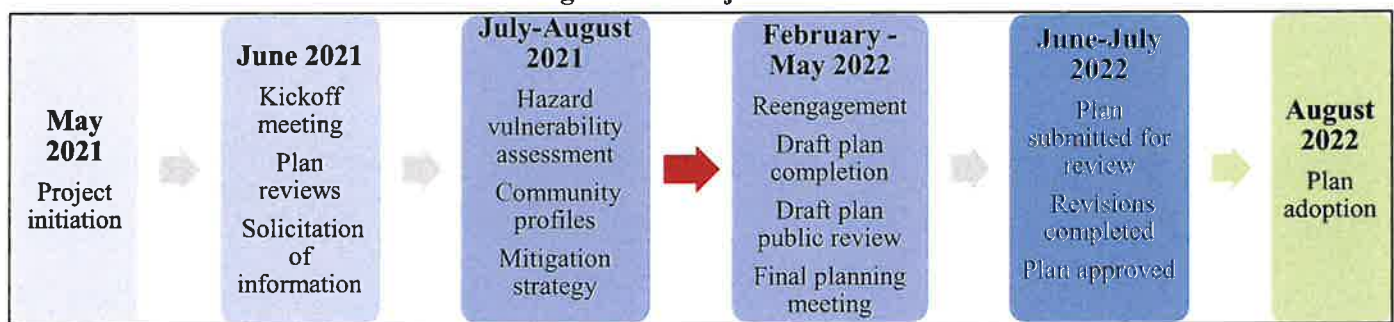 May
2021
Project
initiation
June 2021
Kickoff
meeting
Plan
reviews
Solicitation
of
information
July-August
2021
Hazard
vulnerability
assessment
Community
profiles
Mitigation
strategy
February -
May 2022
Reengagement
Draft plan
completion
Draft plan
public review
Final planning
meeting
June-July
2022
Plan
submitted for
review
Revisions
completed
Plan approved
August
2022
Plan
adoption